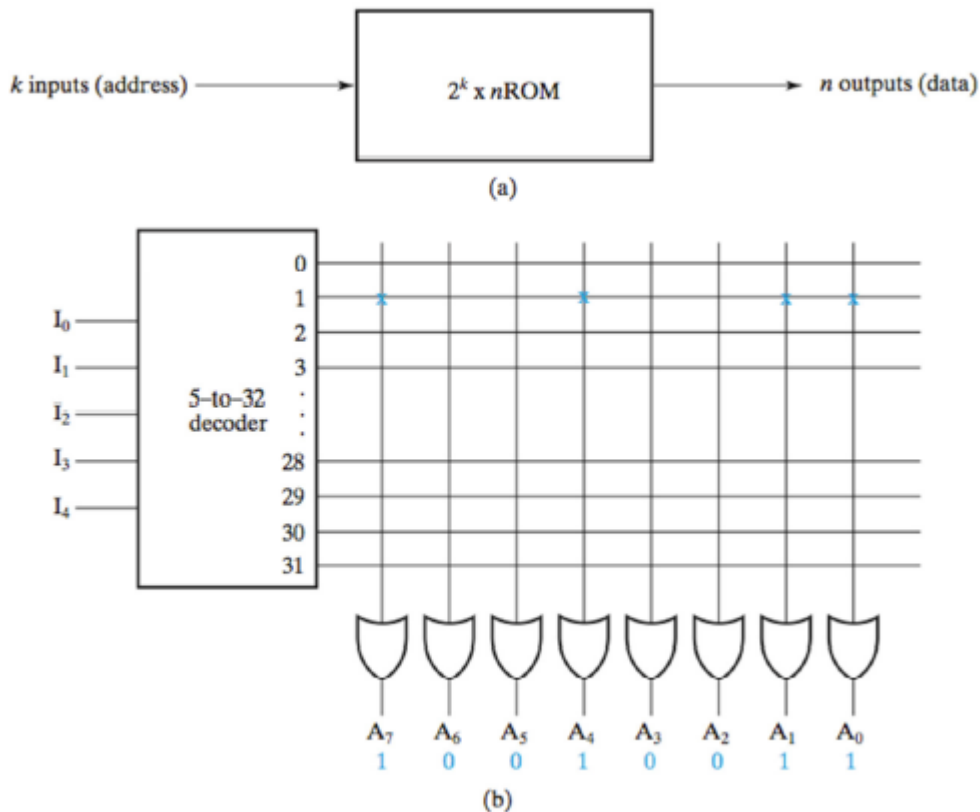 k inputs (address)
2^k x nROM
n outputs (data)
(a)
0
1
x x x x
2
3
.
.
.
28
29
30
31
I₀
I₁
I₂
I₃
I₄
5–to–32
decoder
A₇ A₆ A₅ A₄ A₃ A₂ A₁ A₀
1 0 0 1 0 0 1 1
(b)